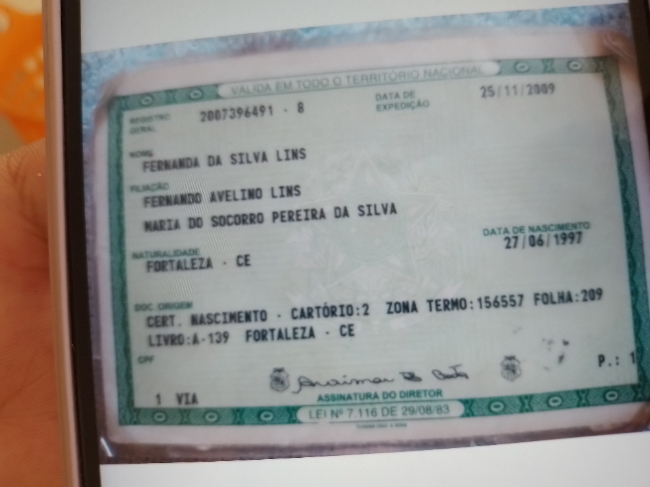 VÁLIDA EM TODO O TERRITÓRIO NACIONAL
REGISTRO GERAL 2007396491 - 8 DATA DE EXPEDIÇÃO 25/11/2009
NOME
FERNANDA DA SILVA LINS
FILIAÇÃO
FERNANDO AVELINO LINS
MARIA DO SOCORRO PEREIRA DA SILVA
NATURALIDADE DATA DE NASCIMENTO
FORTALEZA - CE 27/06/1997
DOC. ORIGEM
CERT. NASCIMENTO - CARTÓRIO:2 ZONA TERMO:156557 FOLHA:209
LIVRO:A-139 FORTALEZA - CE
CPF
P.: 1
1 VIA
ASSINATURA DO DIRETOR
LEI Nº 7.116 DE 29/08/83